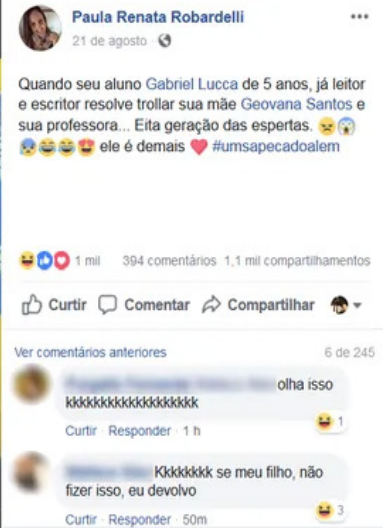 Paula Renata Robardelli
21 de agosto ·
Quando seu aluno Gabriel Lucca de 5 anos, já leitor
e escritor resolve trollar sua mãe Geovana Santos e
sua professora... Eita geração das espertas. 😠😱
😰😂😂😍 ele é demais ❤️ #umsapecadoalem
1 mil 394 comentários 1,1 mil compartilhamentos
Curtir Comentar Compartilhar
Ver comentários anteriores 6 de 245
olha isso
kkkkkkkkkkkkkkkkkkk
1
Curtir · Responder · 1 h
Kkkkkkkk se meu filho, não
fizer isso, eu devolvo
3
Curtir · Responder · 50m